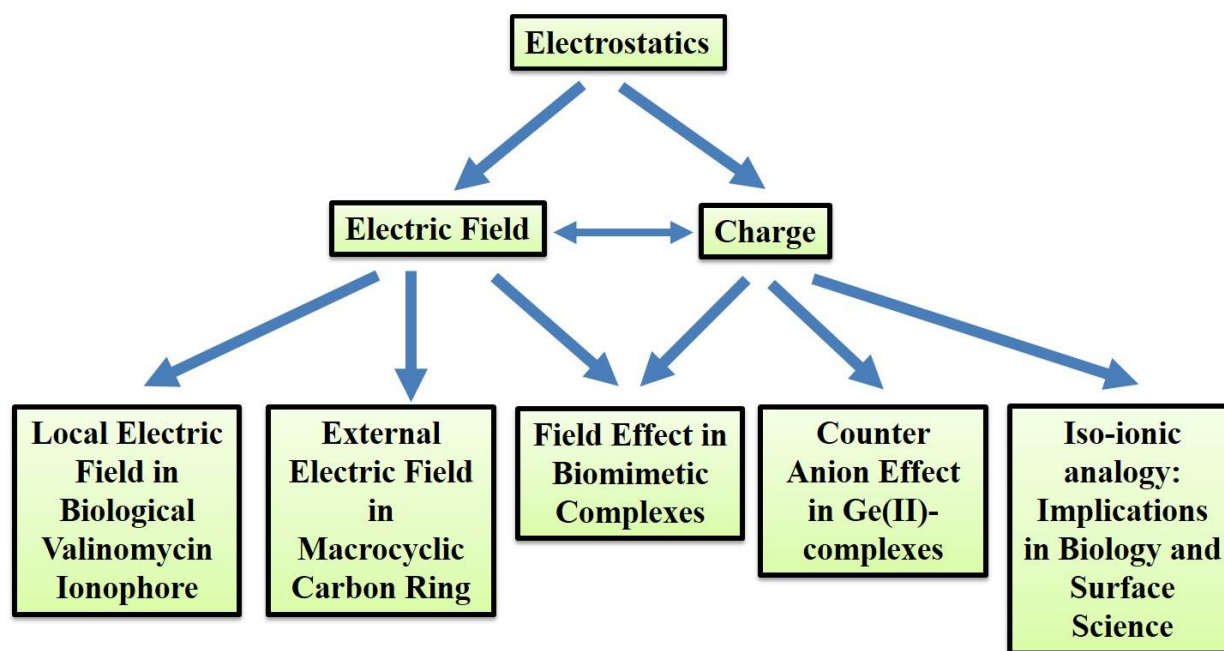 Electrostatics
Electric Field
Charge
Local Electric
Field in
Biological
Valinomycin
Ionophore
External
Electric Field
in
Macrocyclic
Carbon Ring
Field Effect in
Biomimetic
Complexes
Counter
Anion Effect
in Ge(II)-
complexes
Iso-ionic
analogy:
Implications
in Biology and
Surface
Science